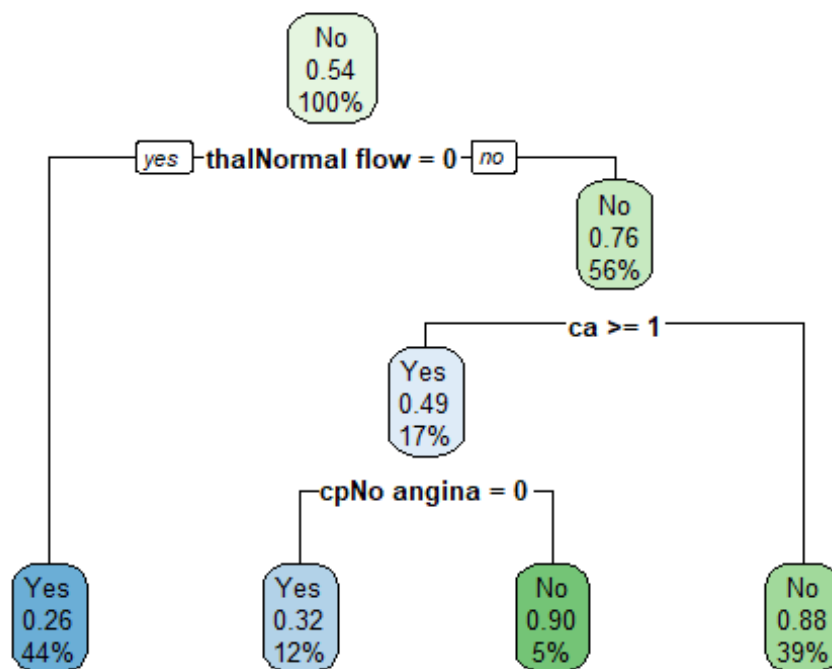 No
0.54
100%
yes thalNormal flow = 0 no
No
0.76
56%
ca >= 1
Yes
0.49
17%
cpNo angina = 0
Yes
0.26
44%
Yes
0.32
12%
No
0.90
5%
No
0.88
39%